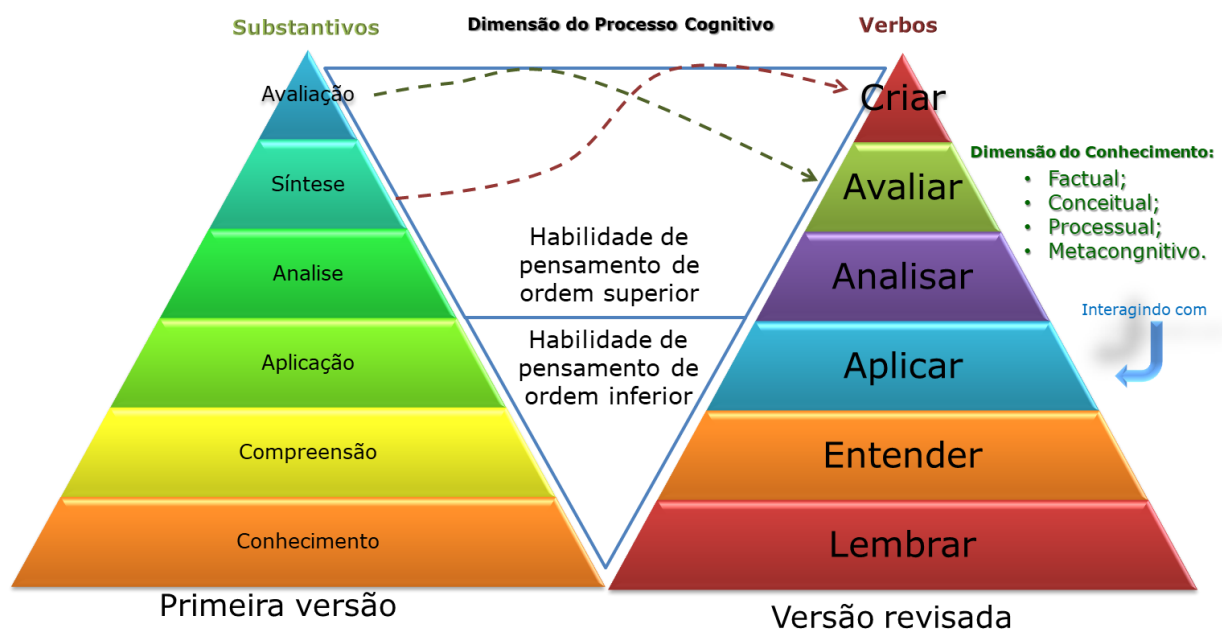 Substantivos
Dimensão do Processo Cognitivo
Verbos
Avaliação
Síntese
Analise
Aplicação
Compreensão
Conhecimento
Primeira versão
Habilidade de
pensamento de
ordem superior
Habilidade de
pensamento de
ordem inferior
Criar
Avaliar
Analisar
Aplicar
Entender
Lembrar
Versão revisada
Dimensão do Conhecimento:
• Factual;
• Conceitual;
• Processual;
• Metacongnitivo.
Interagindo com